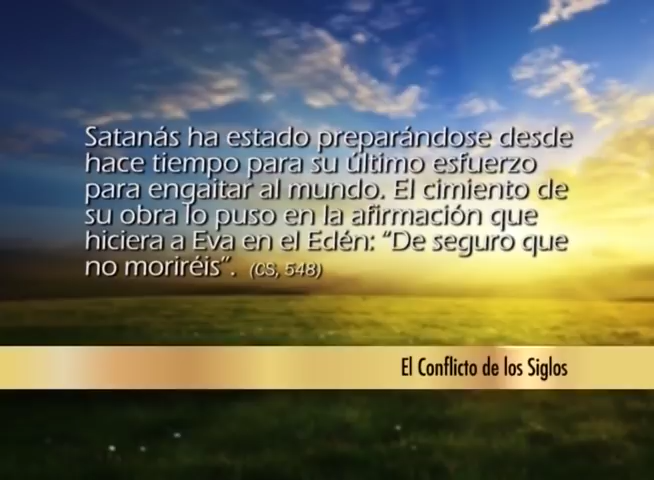 Satanás ha estado preparándose desde
hace tiempo para su último esfuerzo
para engaitar al mundo. El cimiento de
su obra lo puso en la afirmación que
hiciera a Eva en el Edén: “De seguro que
no moriréis”. (CS, 548)
El Conflicto de los Siglos